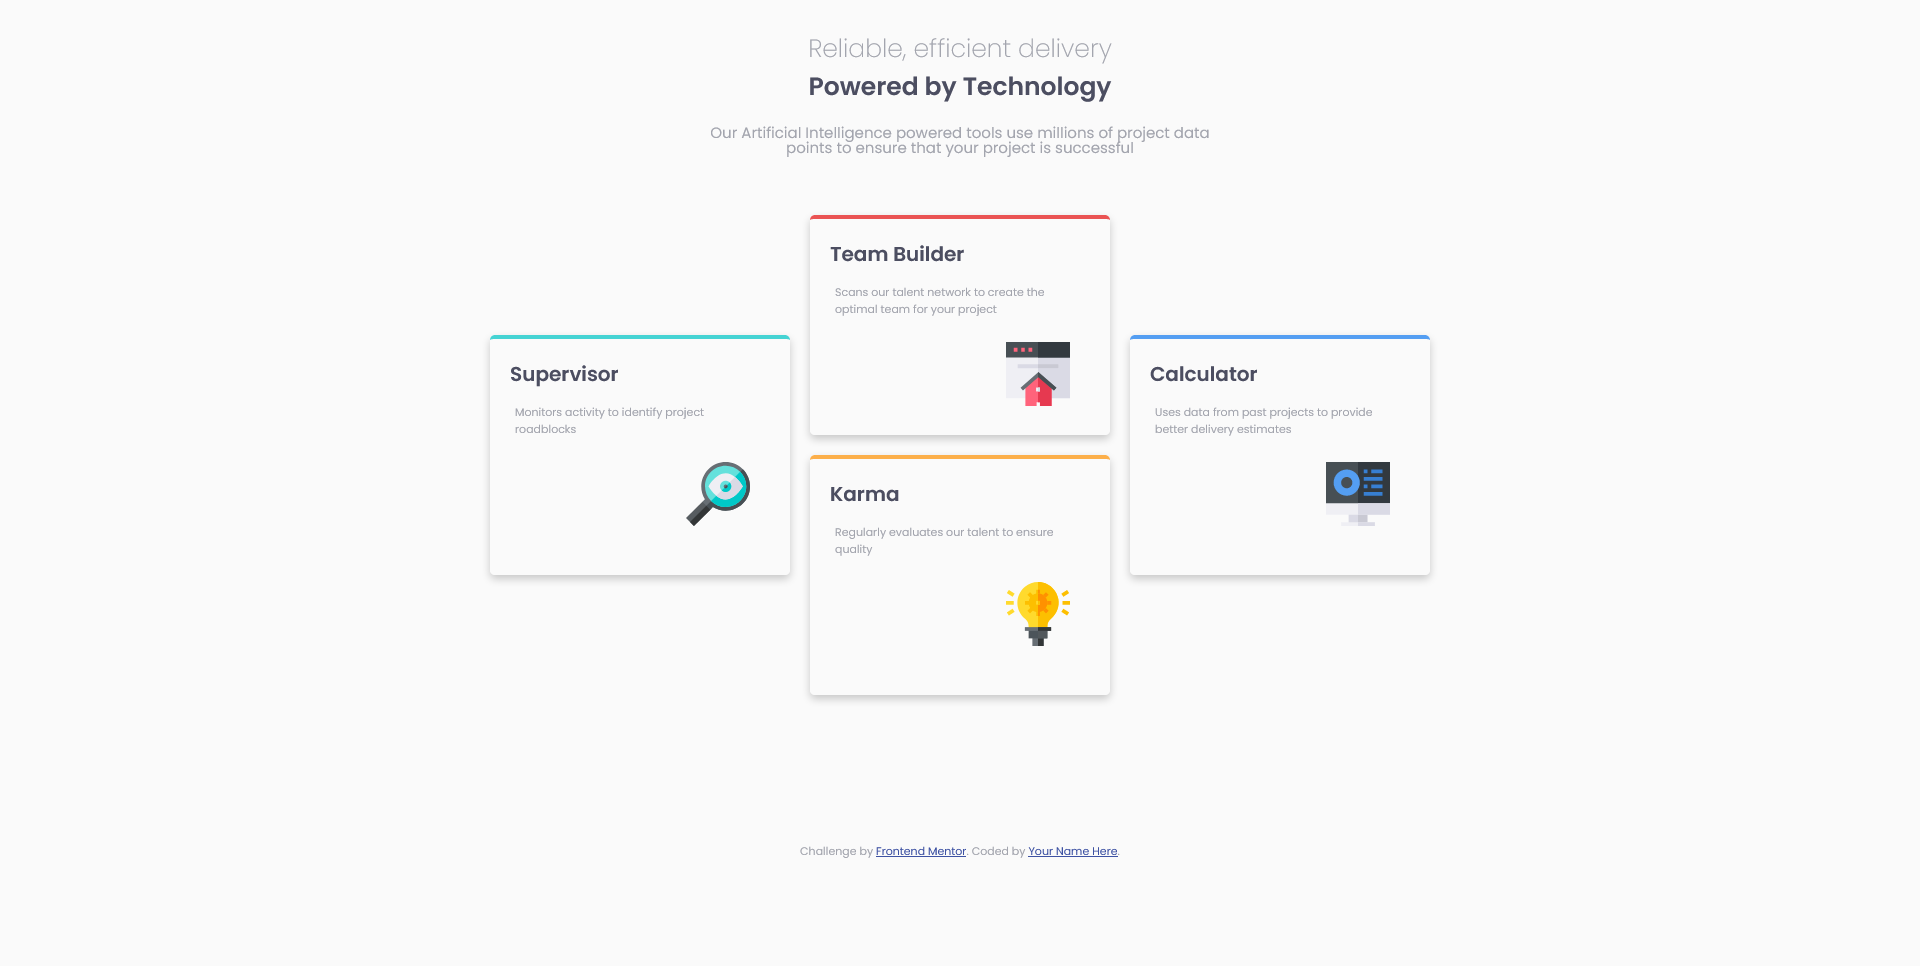 Reliable, efficient delivery
Powered by Technology
Our Artificial Intelligence powered tools use millions of project data
points to ensure that your project is successful
Team Builder
Scans our talent network to create the
optimal team for your project
Supervisor
Monitors activity to identify project
roadblocks
Calculator
Uses data from past projects to provide
better delivery estimates
Karma
Regularly evaluates our talent to ensure
quality
Challenge by Frontend Mentor. Coded by Your Name Here.